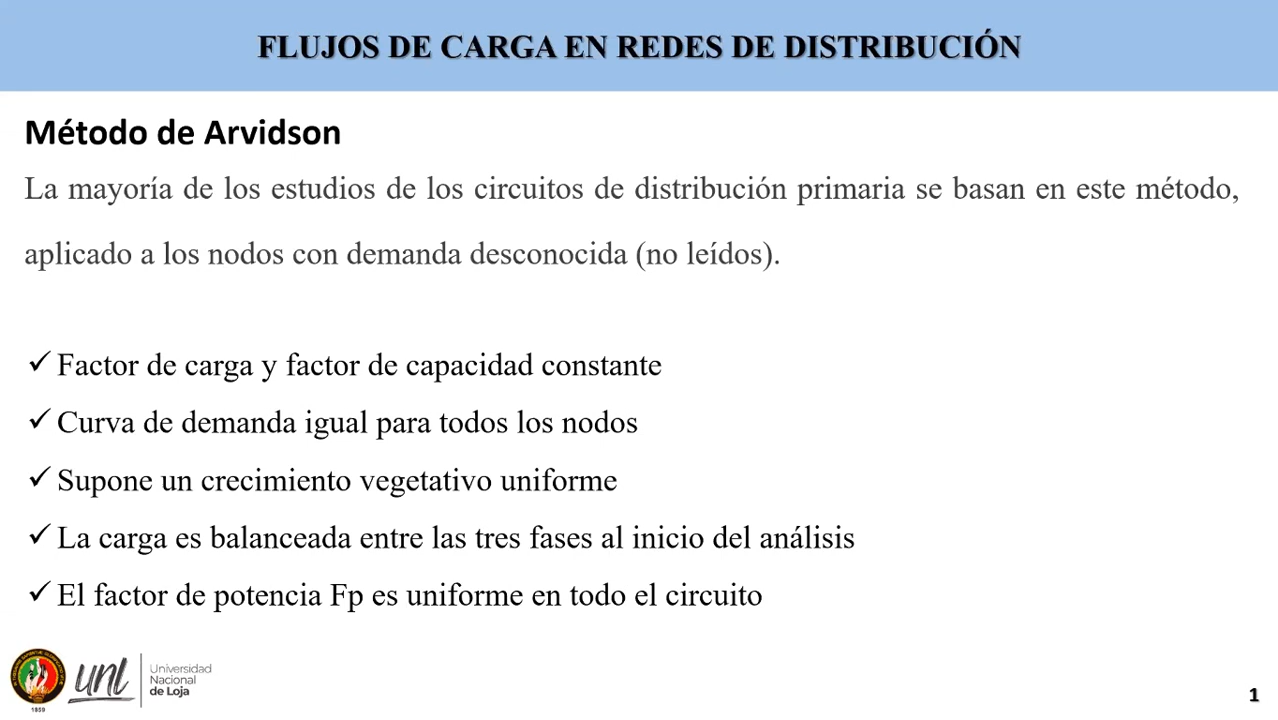 FLUJOS DE CARGA EN REDES DE DISTRIBUCIÓN
Método de Arvidson
La mayoría de los estudios de los circuitos de distribución primaria se basan en este método,
aplicado a los nodos con demanda desconocida (no leídos).
✓ Factor de carga y factor de capacidad constante
✓ Curva de demanda igual para todos los nodos
✓ Supone un crecimiento vegetativo uniforme
✓ La carga es balanceada entre las tres fases al inicio del análisis
✓ El factor de potencia Fp es uniforme en todo el circuito
1859
unl
Universidad
Nacional
de Loja
1